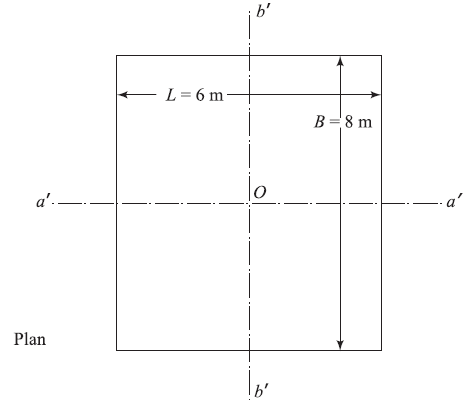 b′
L = 6 m
B = 8 m
O
a′
a′
Plan
b′